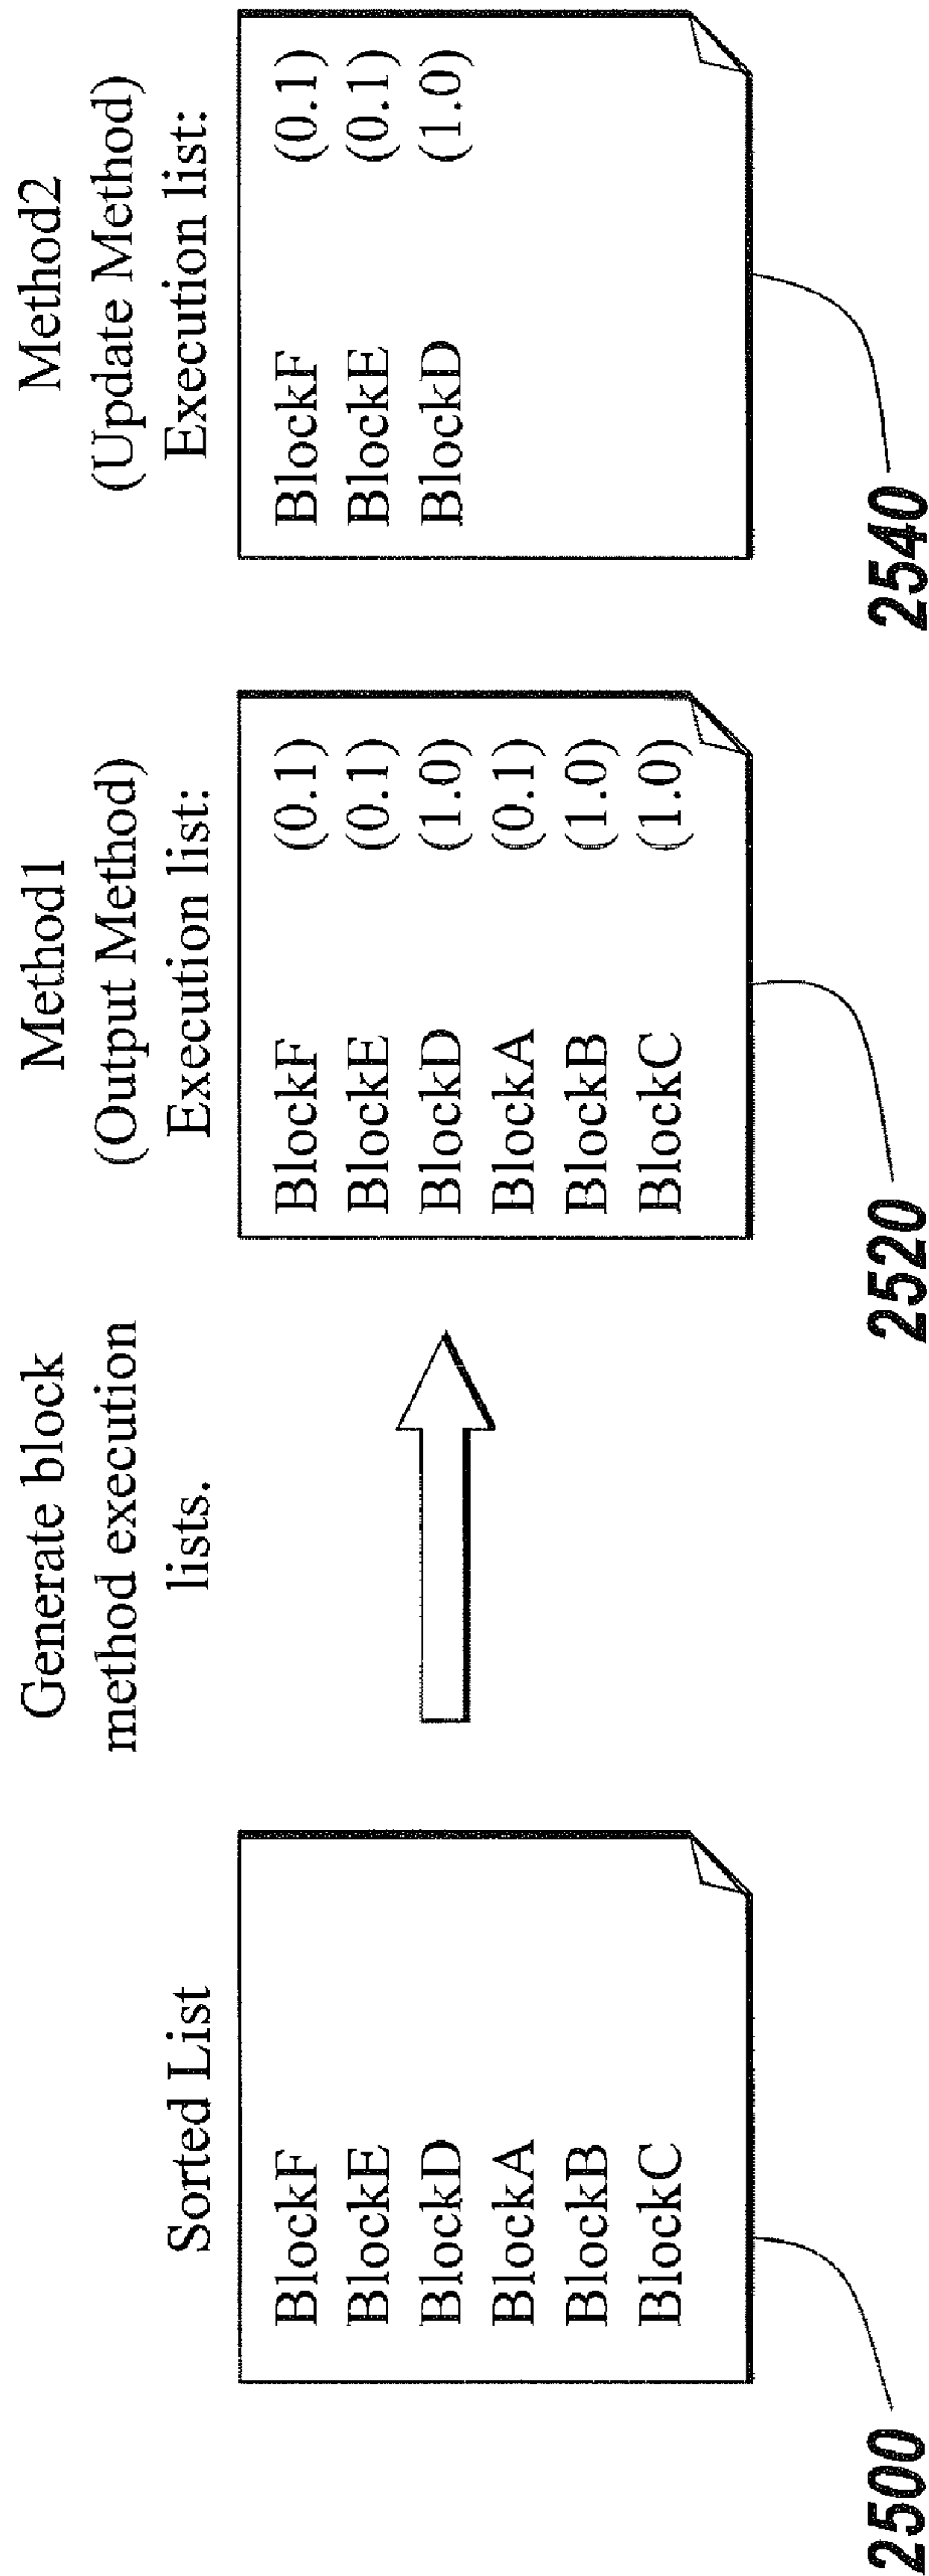 Sorted List
BlockF
BlockE
BlockD
BlockA
BlockB
BlockC
2500
Generate block
method execution
lists.
Method1
(Output Method)
Execution list:
BlockF (0.1)
BlockE (0.1)
BlockD (1.0)
BlockA (0.1)
BlockB (1.0)
BlockC (1.0)
2520
Method2
(Update Method)
Execution list:
BlockF (0.1)
BlockE (0.1)
BlockD (1.0)
2540